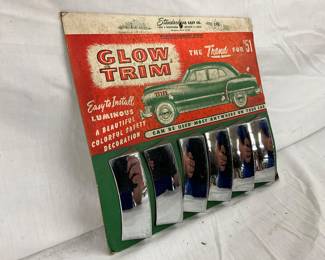 GLOW TRIM
THE Trend FOR '51
Easy to Install
LUMINOUS
A BEAUTIFUL
COLORFUL SAFETY
DECORATION
CAN BE USED MOST ANYWHERE ON YOUR CAR